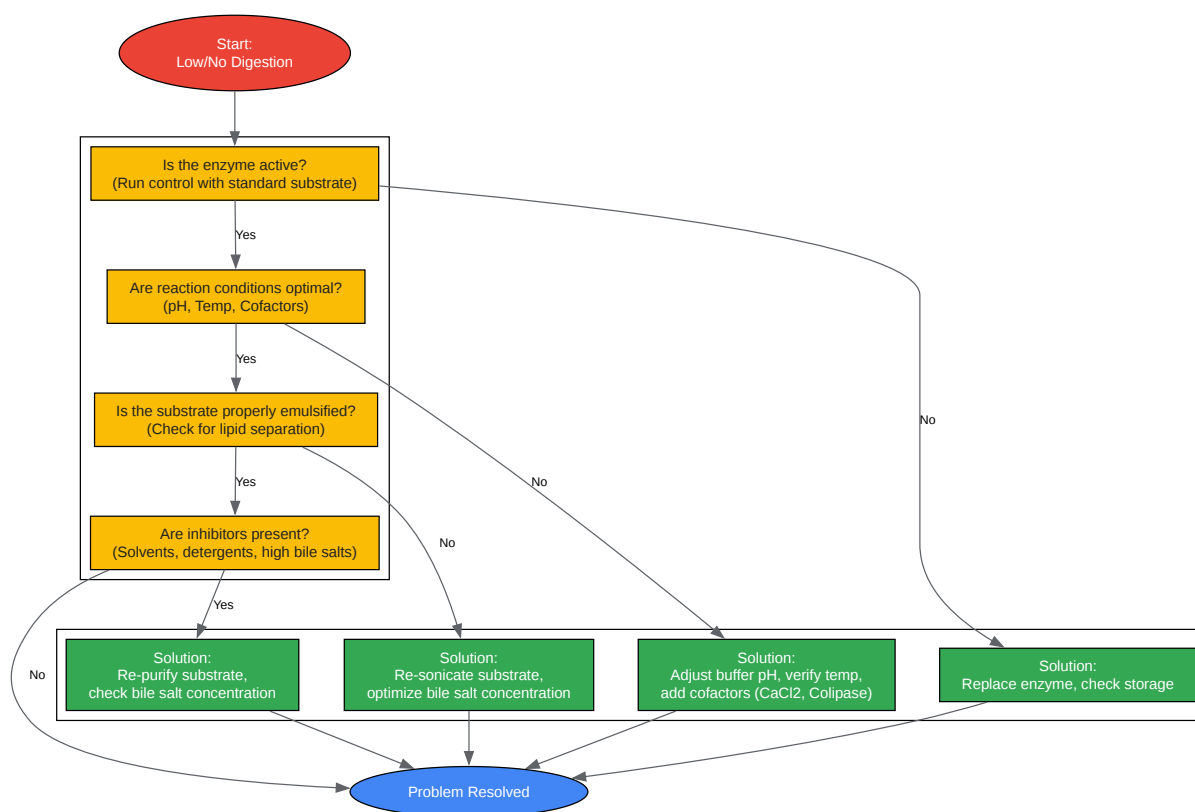 Start:
Low/No Digestion
Is the enzyme active?
(Run control with standard substrate)
Yes
Are reaction conditions optimal?
(pH, Temp, Cofactors)
Yes
Is the substrate properly emulsified?
(Check for lipid separation)
No
Yes
No
Are inhibitors present?
(Solvents, detergents, high bile salts)
No
Yes
No
Solution:
Re-purify substrate,
check bile salt concentration
Solution:
Re-sonicate substrate,
optimize bile salt concentration
Solution:
Adjust buffer pH, verify temp,
add cofactors (CaCl2, Colipase)
Solution:
Replace enzyme, check storage
Problem Resolved